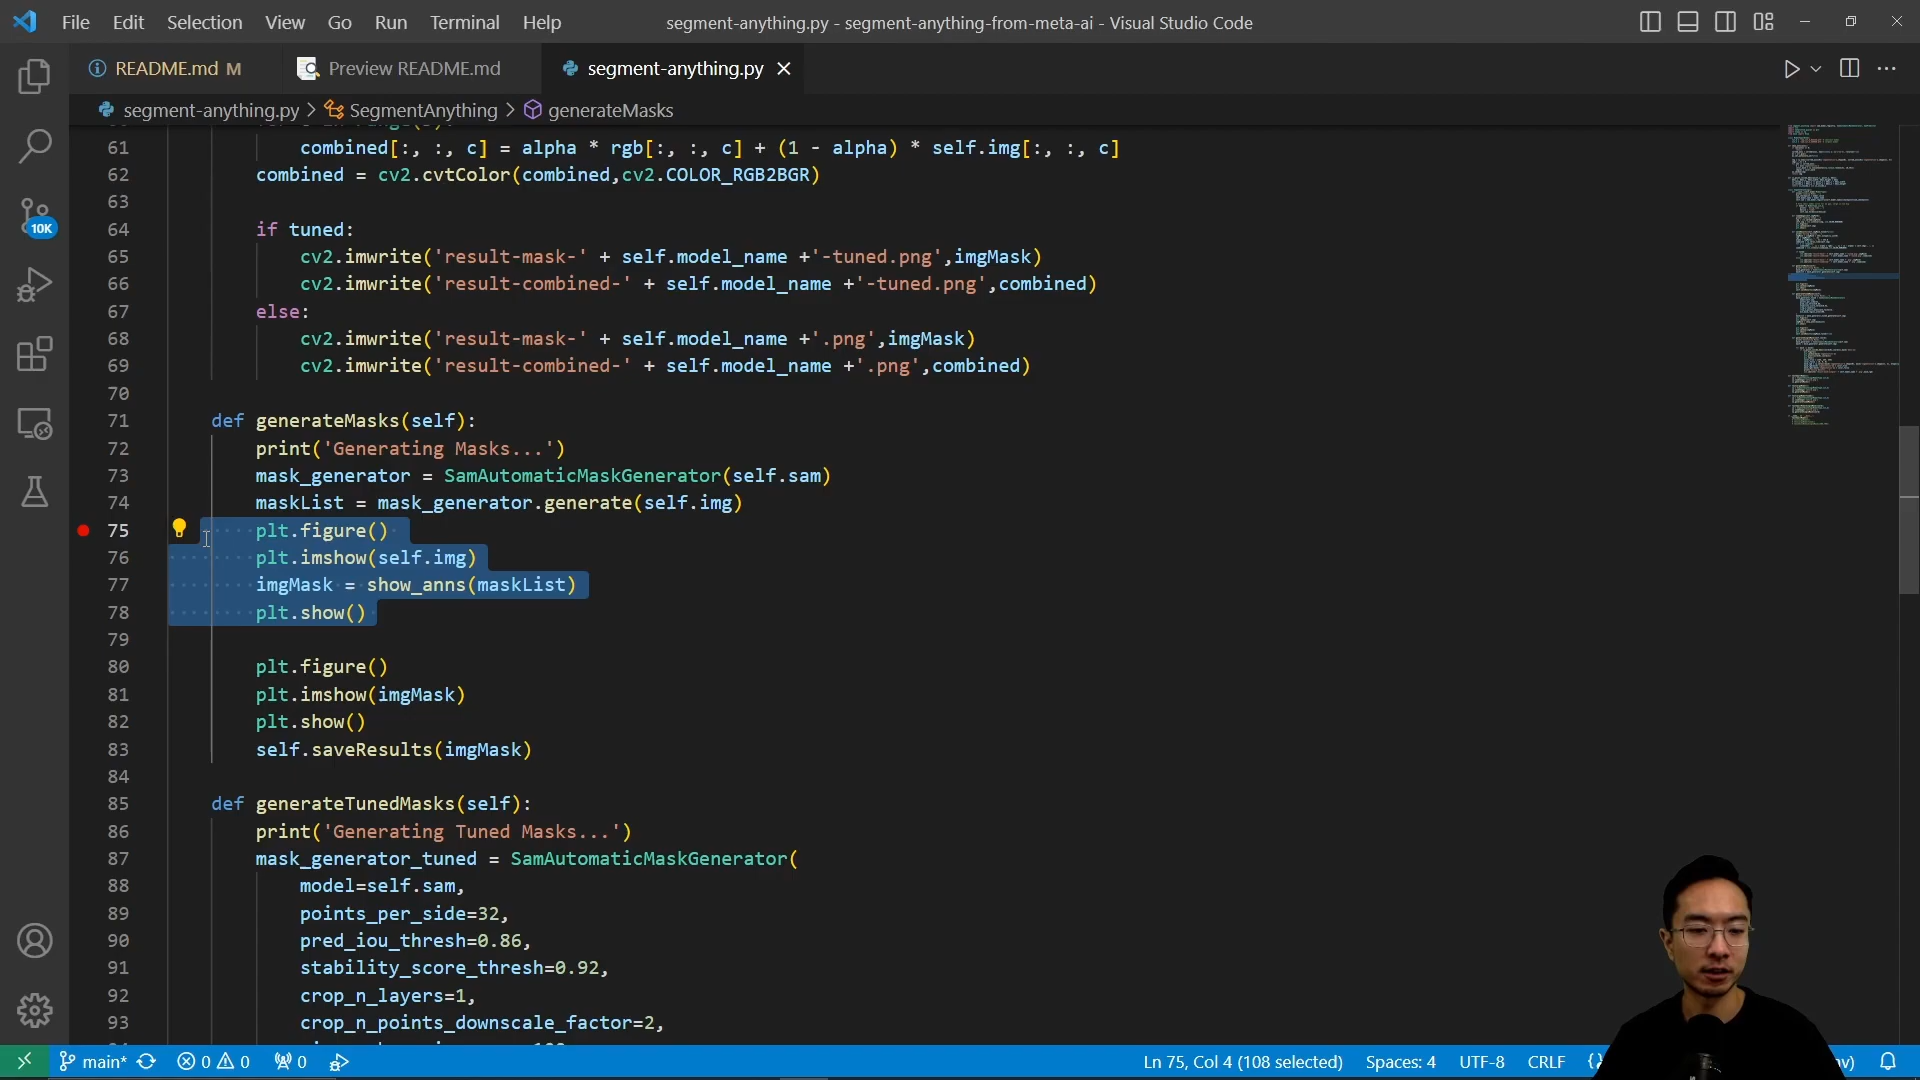 File Edit Selection View Go Run Terminal Help
segment-anything.py - segment-anything-from-meta-ai - Visual Studio Code
README.md M
Preview README.md
segment-anything.py
segment-anything.py > SegmentAnything > generateMasks
61 combined[:, :, c] = alpha * rgb[:, :, c] + (1 - alpha) * self.img[:, :, c]
62 combined = cv2.cvtColor(combined,cv2.COLOR_RGB2BGR)
63
64 if tuned:
65 cv2.imwrite('result-mask-' + self.model_name +'-tuned.png',imgMask)
66 cv2.imwrite('result-combined-' + self.model_name +'-tuned.png',combined)
67 else:
68 cv2.imwrite('result-mask-' + self.model_name +'.png',imgMask)
69 cv2.imwrite('result-combined-' + self.model_name +'.png',combined)
70
71 def generateMasks(self):
72 print('Generating Masks...')
73 mask_generator = SamAutomaticMaskGenerator(self.sam)
74 maskList = mask_generator.generate(self.img)
75 plt.figure()
76 plt.imshow(self.img)
77 imgMask = show_anns(maskList)
78 plt.show()
79
80 plt.figure()
81 plt.imshow(imgMask)
82 plt.show()
83 self.saveResults(imgMask)
84
85 def generateTunedMasks(self):
86 print('Generating Tuned Masks...')
87 mask_generator_tuned = SamAutomaticMaskGenerator(
88 model=self.sam,
89 points_per_side=32,
90 pred_iou_thresh=0.86,
91 stability_score_thresh=0.92,
92 crop_n_layers=1,
93 crop_n_points_downscale_factor=2,
10K
main* 0 0 0 Ln 75, Col 4 (108 selected) Spaces: 4 UTF-8 CRLF